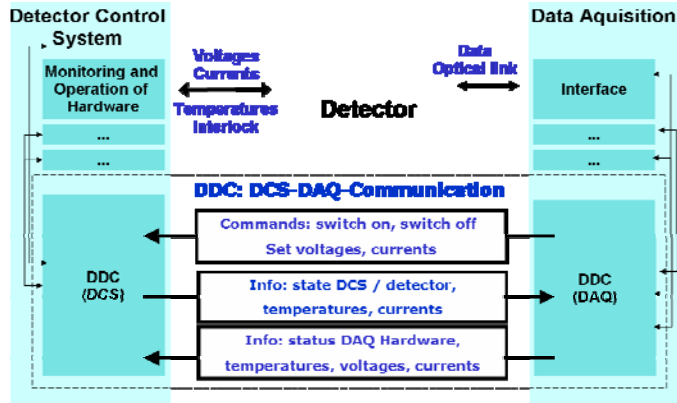 Detector Control
System
Data Aquisition
Monitoring and
Operation of
Hardware
...
...
Voltages
Currents
Temperatures
Interlock
Detector
Data
Optical link
Interface
...
...
DDC: DCS-DAQ-Communication
DDC
(DCS)
Commands: switch on, switch off
Set voltages, currents
Info: state DCS / detector,
temperatures, currents
Info: status DAQ Hardware,
temperatures, voltages, currents
DDC
(DAQ)